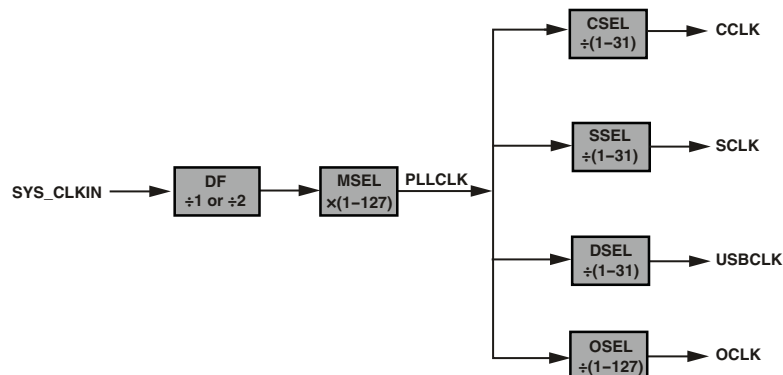 SYS_CLKIN
DF
÷1 or ÷2
MSEL
×(1–127)
PLLCLK
CSEL
÷(1–31)
CCLK
SSEL
÷(1–31)
SCLK
DSEL
÷(1–31)
USBCLK
OSEL
÷(1–127)
OCLK